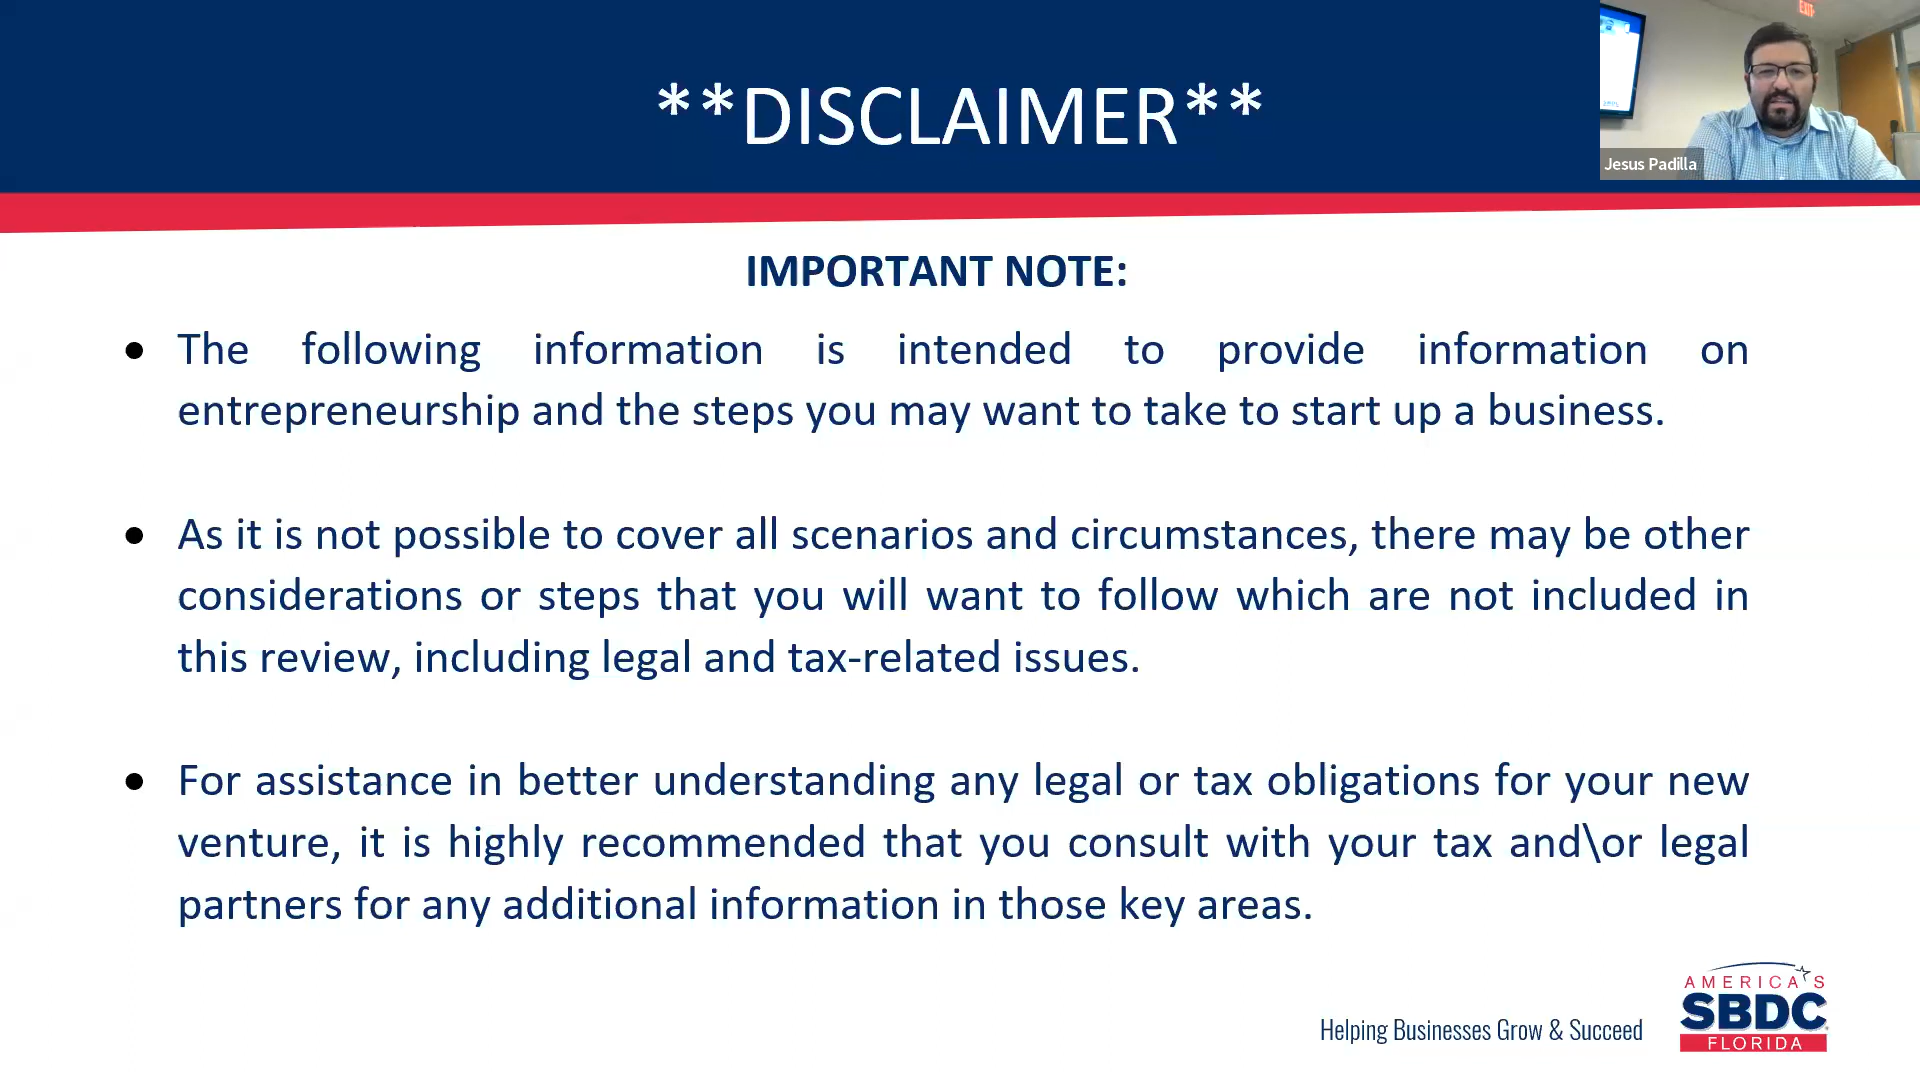 **DISCLAIMER**
EXIT
Jesus Padilla
IMPORTANT NOTE:
• The following information is intended to provide information on
entrepreneurship and the steps you may want to take to start up a business.
• As it is not possible to cover all scenarios and circumstances, there may be other
considerations or steps that you will want to follow which are not included in
this review, including legal and tax-related issues.
• For assistance in better understanding any legal or tax obligations for your new
venture, it is highly recommended that you consult with your tax and\or legal
partners for any additional information in those key areas.
Helping Businesses Grow & Succeed
AMERICA'S
SBDC
FLORIDA